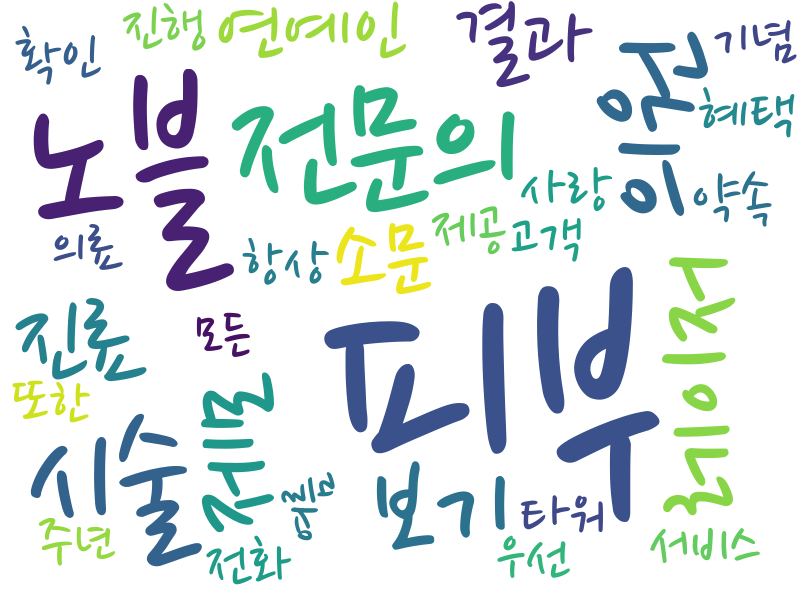 확인
진행
연예인
결과
기념
노블
전문의
이원
혜택
사랑
약속
의료
항상
소문
제공
고객
진료
모든
피부
레이저
또한
시술
제모
보기
타워
주년
전화
우선
서비스